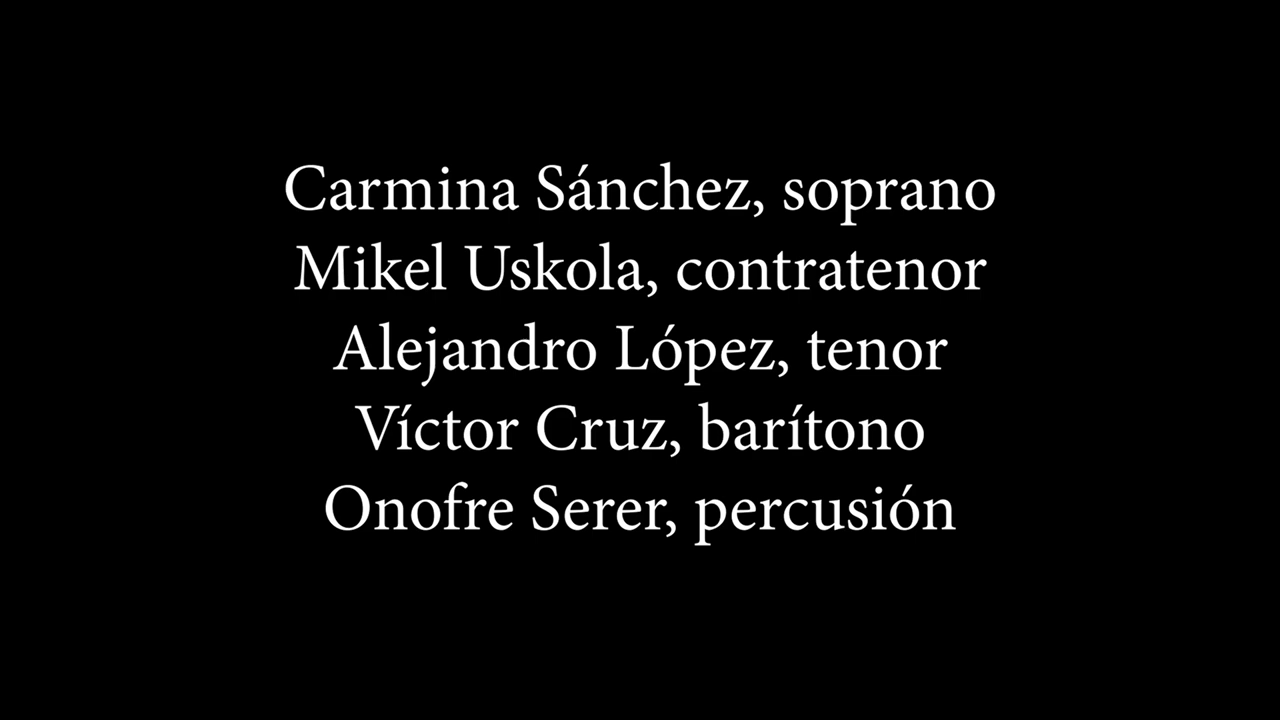 Carmina Sánchez, soprano
Mikel Uskola, contratenor
Alejandro López, tenor
Víctor Cruz, barítono
Onofre Serer, percusión